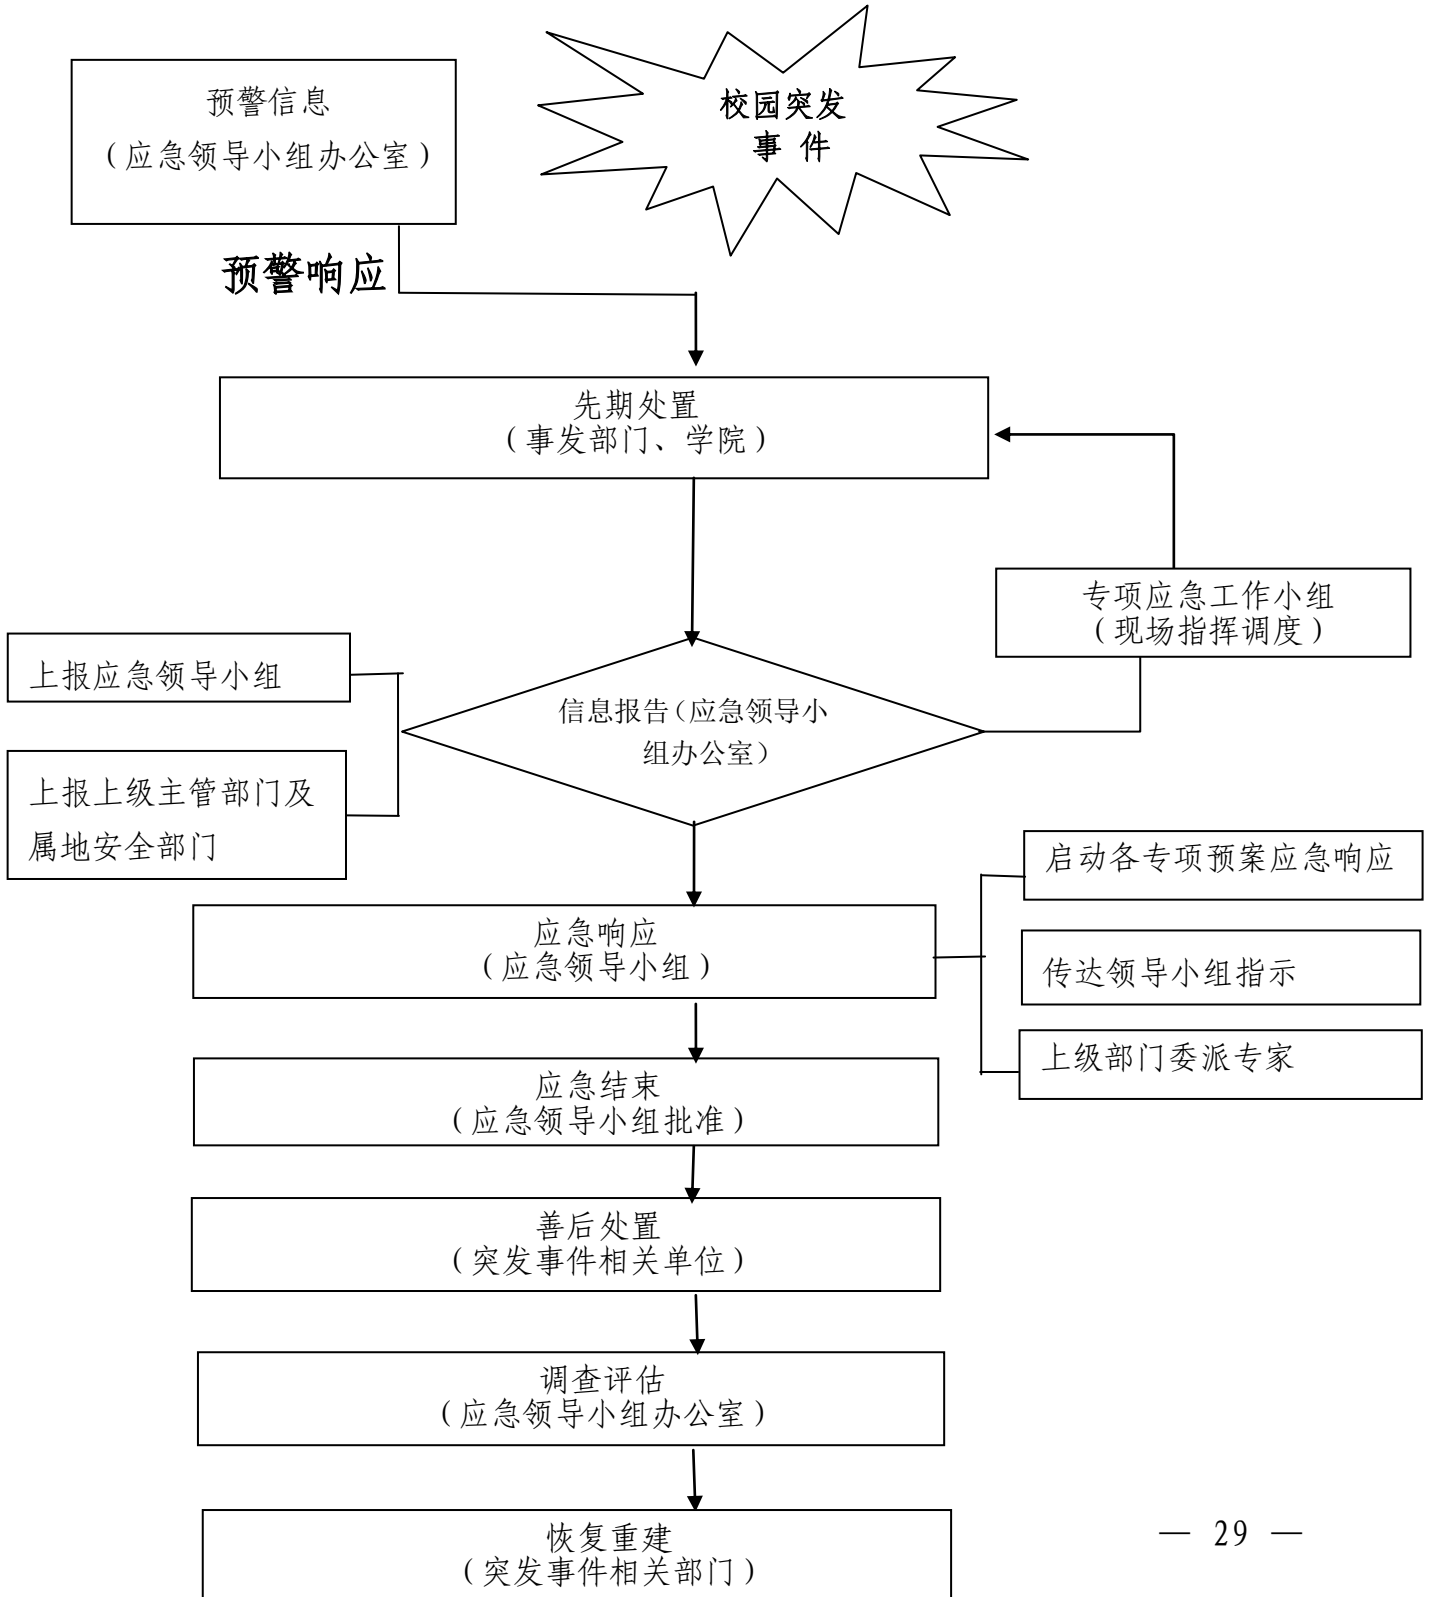 预警信息
（应急领导小组办公室）
校园突发
事 件
预警响应
先期处置
（事发部门、学院）
专项应急工作小组
（现场指挥调度）
上报应急领导小组
信息报告（应急领导小
组办公室）
上报上级主管部门及
属地安全部门
启动各专项预案应急响应
应急响应
（应急领导小组）
传达领导小组指示
上级部门委派专家
应急结束
（应急领导小组批准）
善后处置
（突发事件相关单位）
调查评估
（应急领导小组办公室）
恢复重建
（突发事件相关部门）
— 29 —